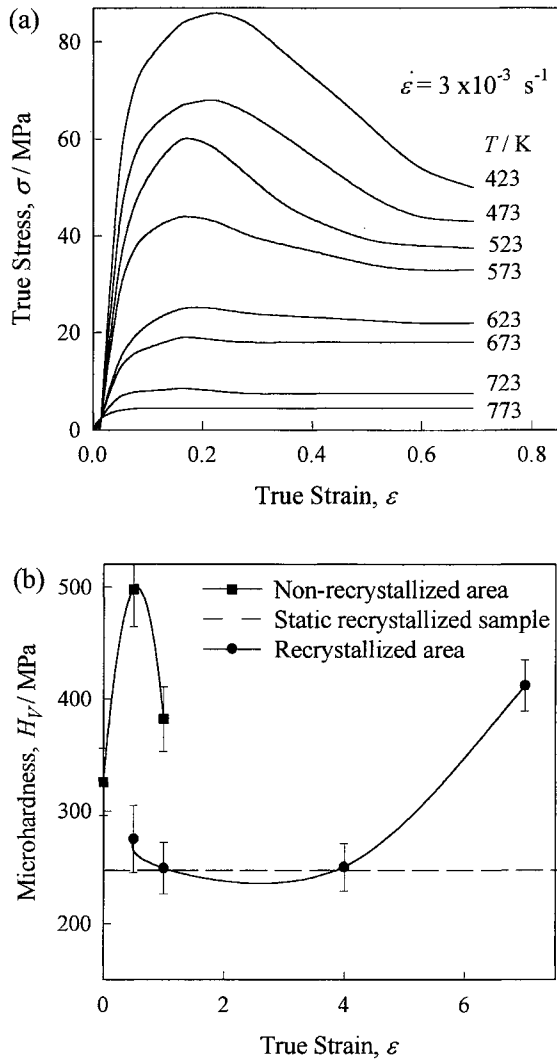 (a)
80
60
40
20
0
True Stress, σ / MPa
ε̇ = 3 x10⁻³ s⁻¹
T / K
423
473
523
573
623
673
723
773
0.0 0.2 0.4 0.6 0.8
True Strain, ε
(b)
500
400
300
200
Microhardness, H_V / MPa
Non-recrystallized area
Static recrystallized sample
Recrystallized area
0 2 4 6
True Strain, ε